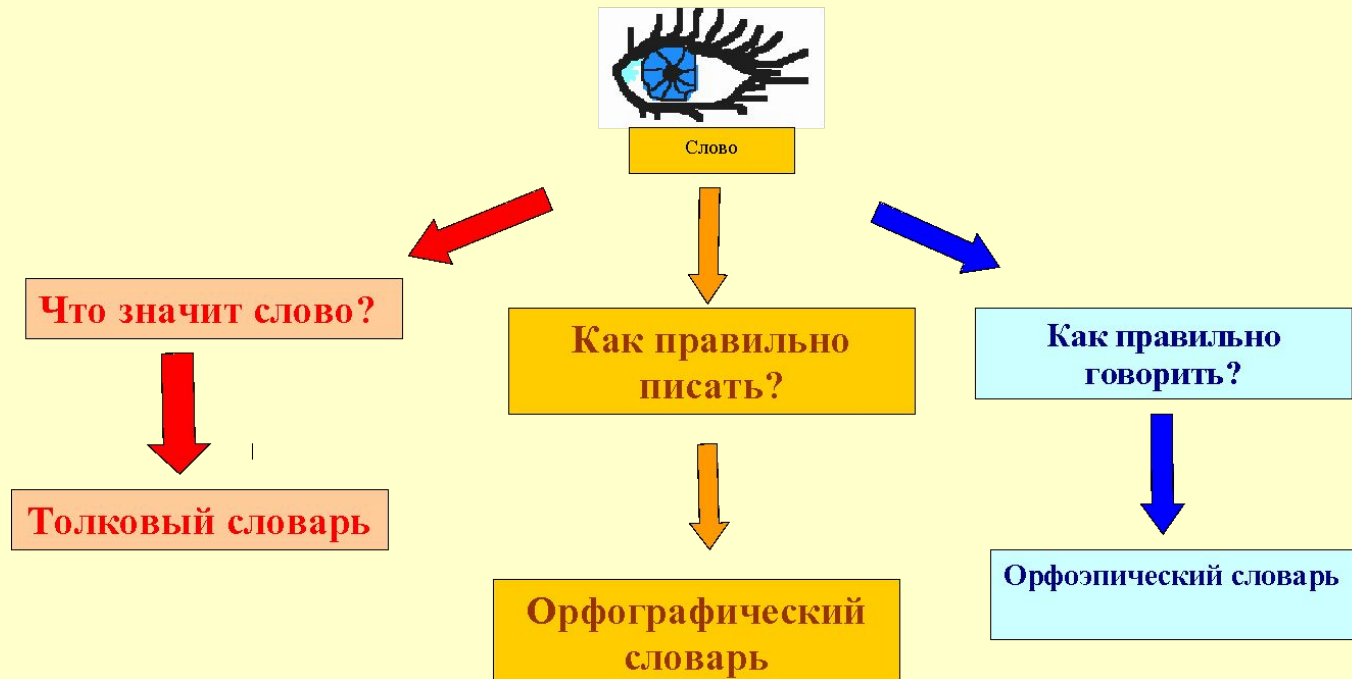 Слово
Что значит слово?
Как правильно
писать?
Как правильно
говорить?
Толковый словарь
Орфографический
словарь
Орфоэпический словарь